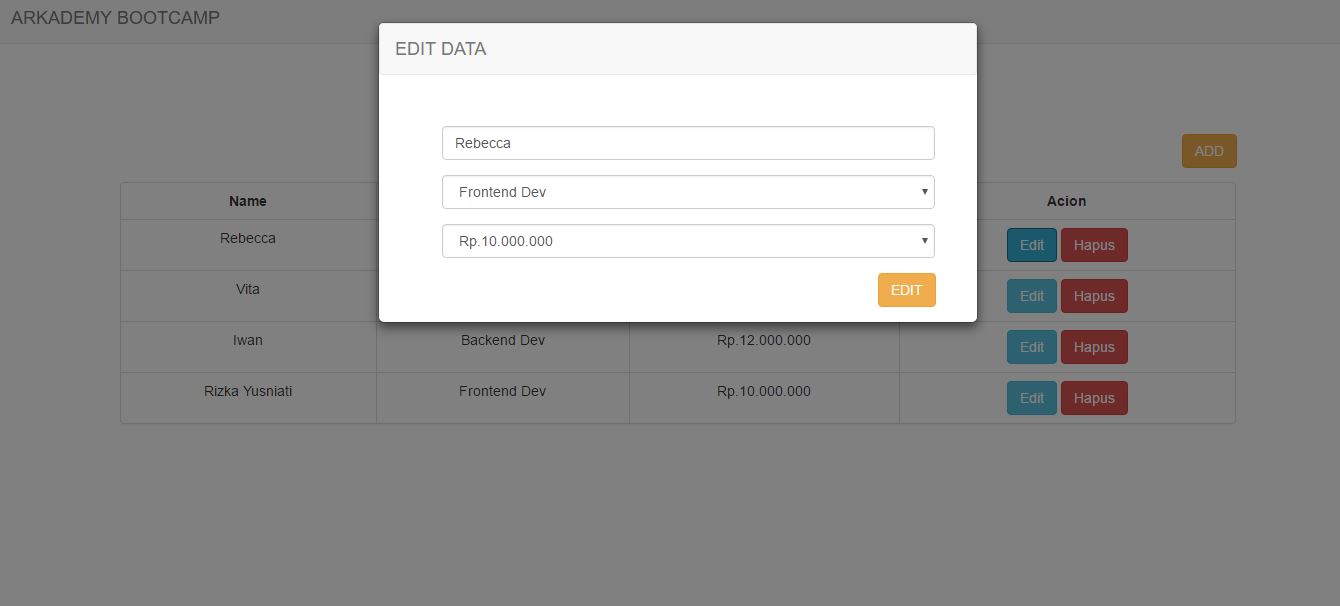 ARKADEMY BOOTCAMP
EDIT DATA
Rebecca
Frontend Dev
Rp.10.000.000
EDIT
ADD
Name Acion
Rebecca Edit Hapus
Vita Edit Hapus
Iwan Backend Dev Rp.12.000.000 Edit Hapus
Rizka Yusniati Frontend Dev Rp.10.000.000 Edit Hapus